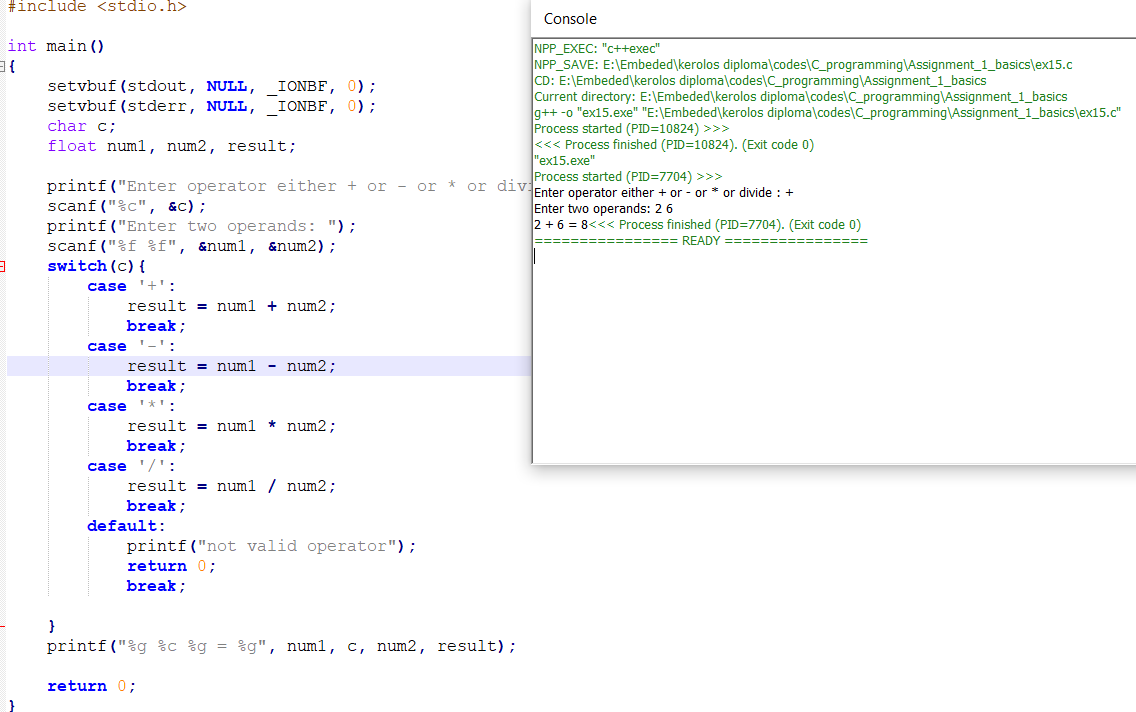 #include <stdio.h>
int main()
{
setvbuf(stdout, NULL, _IONBF, 0);
setvbuf(stderr, NULL, _IONBF, 0);
char c;
float num1, num2, result;
printf("Enter operator either + or - or * or divi
scanf("%c", &c);
printf("Enter two operands: ");
scanf("%f %f", &num1, &num2);
switch(c){
case '+':
result = num1 + num2;
break;
case '-':
result = num1 - num2;
break;
case '*':
result = num1 * num2;
break;
case '/':
result = num1 / num2;
break;
default:
printf("not valid operator");
return 0;
break;
}
printf("%g %c %g = %g", num1, c, num2, result);
return 0;
}
Console
NPP_EXEC: "c++exec"
NPP_SAVE: E:\Embeded\kerolos diploma\codes\C_programming\Assignment_1_basics\ex15.c
CD: E:\Embeded\kerolos diploma\codes\C_programming\Assignment_1_basics
Current directory: E:\Embeded\kerolos diploma\codes\C_programming\Assignment_1_basics
g++ -o "ex15.exe" "E:\Embeded\kerolos diploma\codes\C_programming\Assignment_1_basics\ex15.c"
Process started (PID=10824) >>>
<<< Process finished (PID=10824). (Exit code 0)
"ex15.exe"
Process started (PID=7704) >>>
Enter operator either + or - or * or divide : +
Enter two operands: 2 6
2 + 6 = 8<<< Process finished (PID=7704). (Exit code 0)
================ READY ================